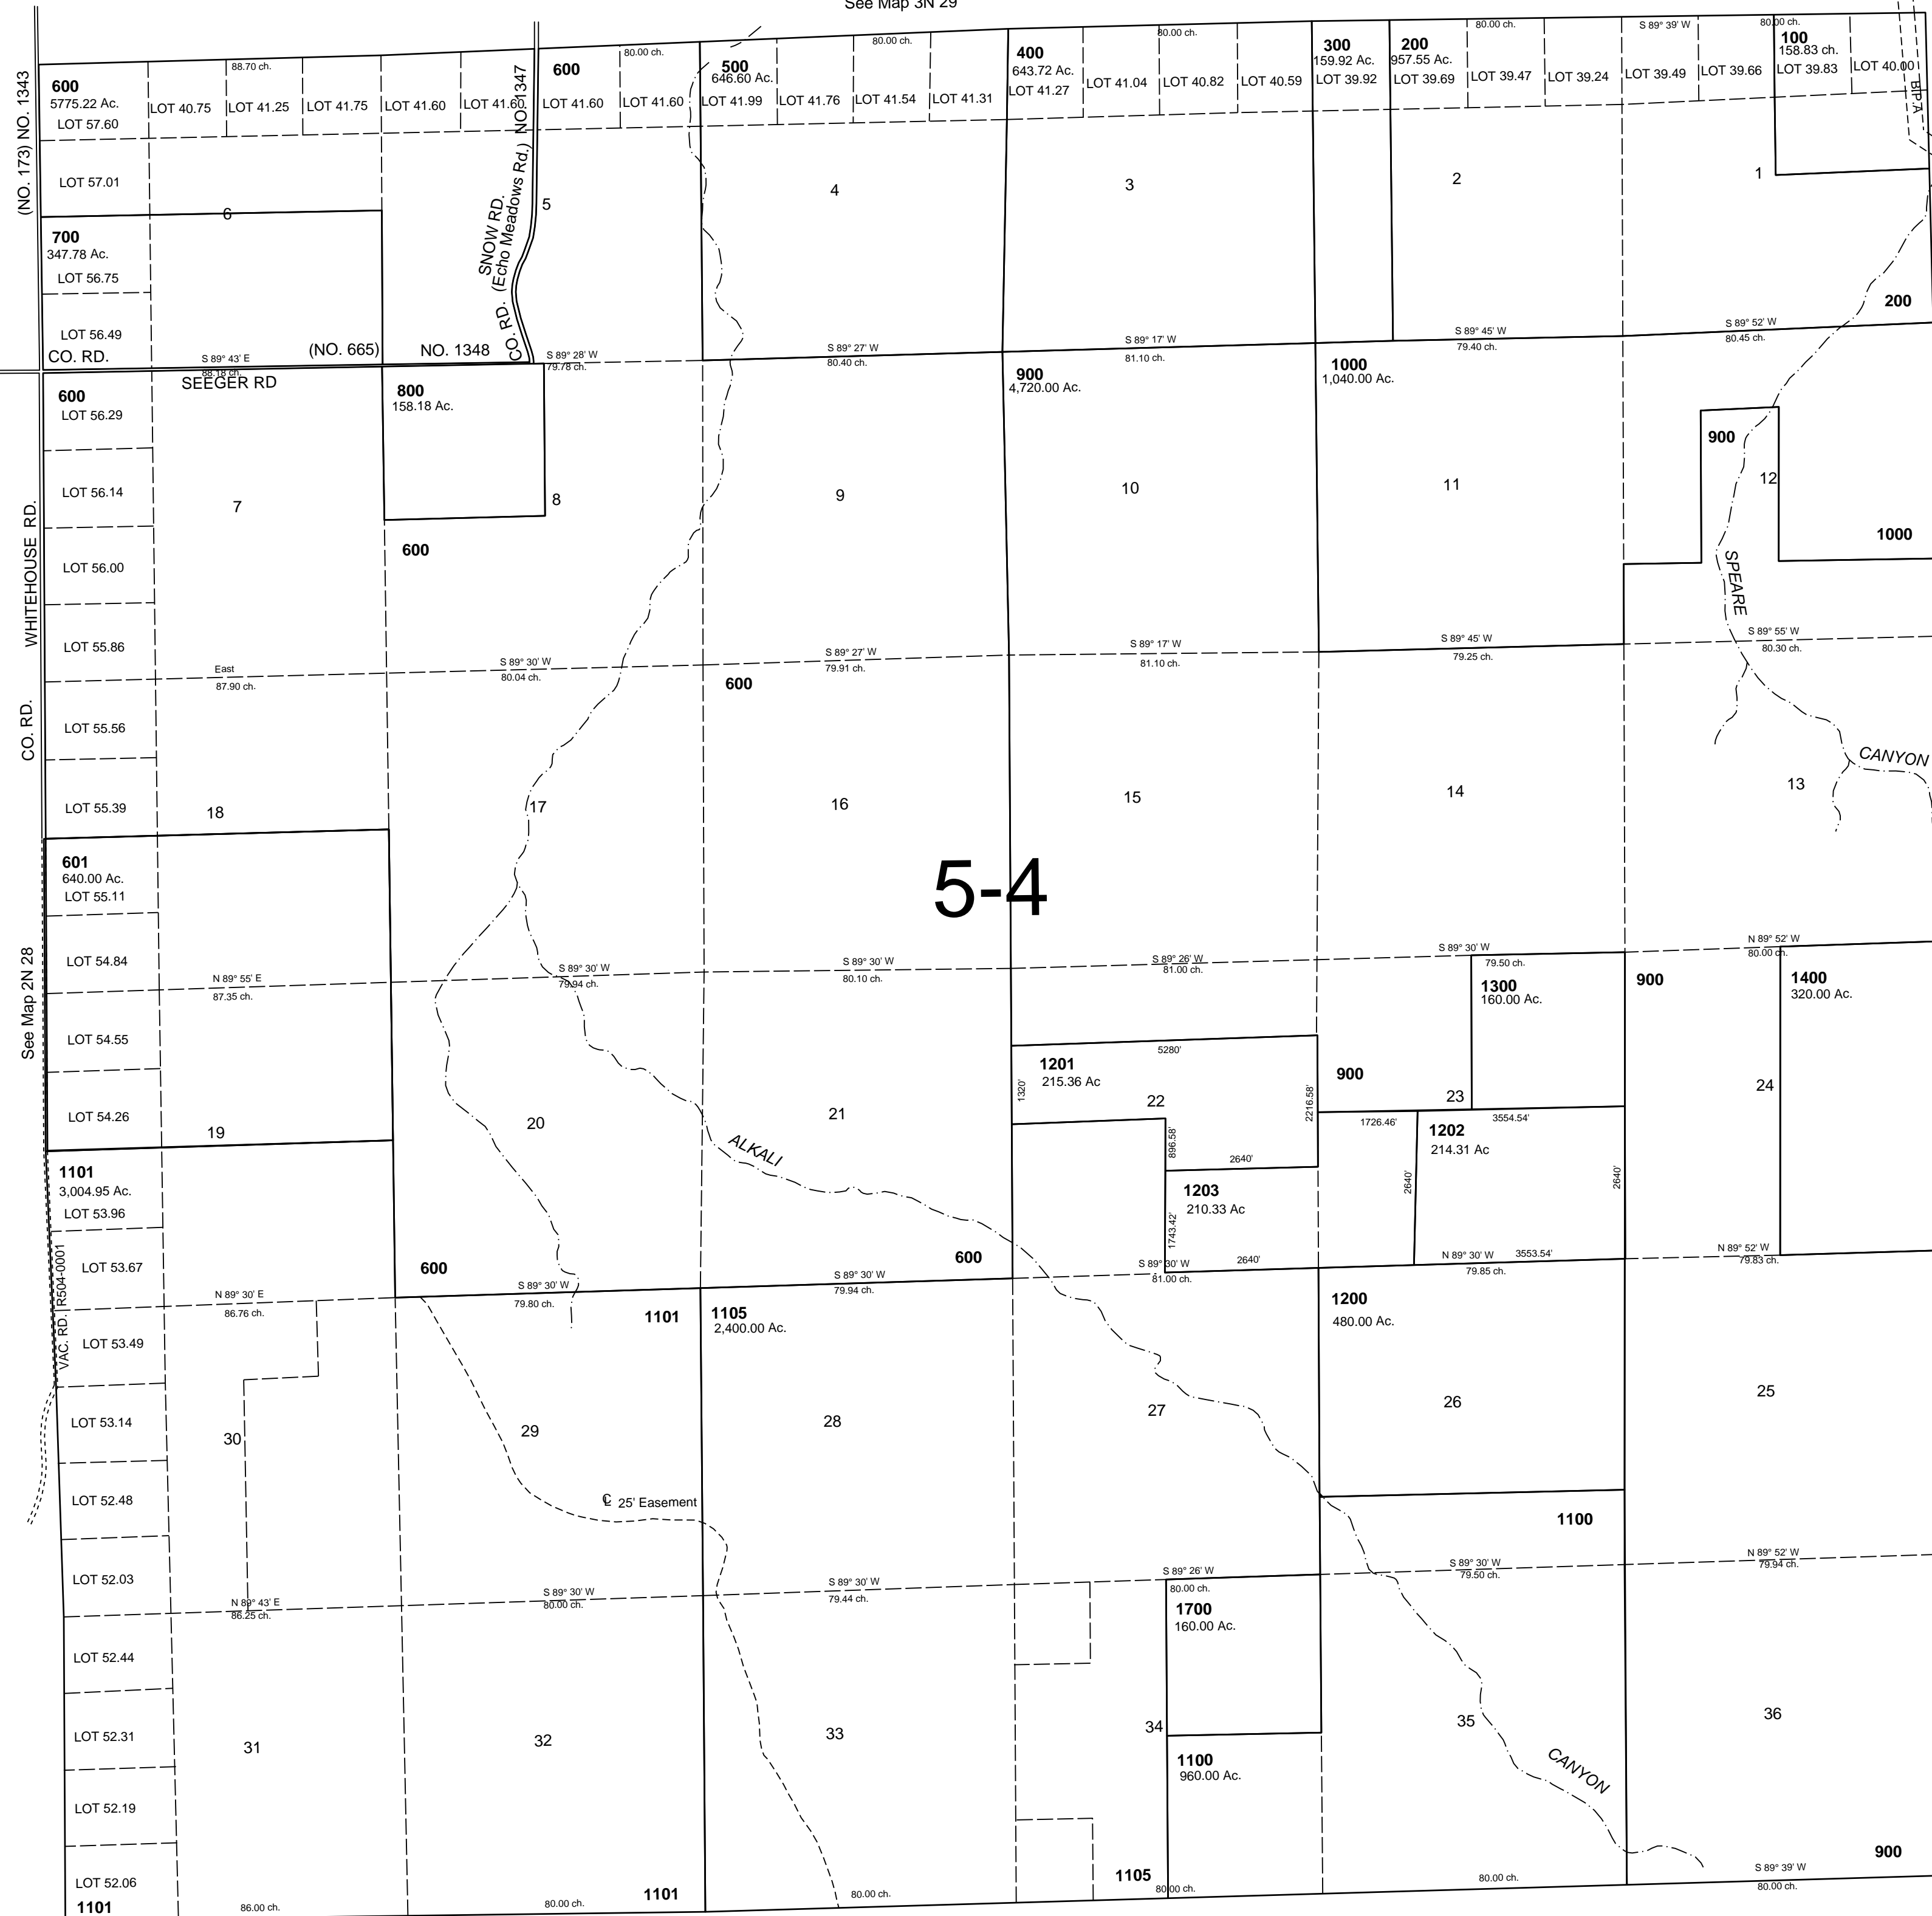 See Map 3N 29
88.70 ch.
80.00 ch.
80.00 ch.
80.00 ch.
80.00 ch.
S 89° 39' W
80.00 ch.
600
5775.22 Ac.
LOT 57.60
LOT 40.75
LOT 41.25
LOT 41.75
LOT 41.60
LOT 41.60
600
LOT 41.60
LOT 41.60
500
646.60 Ac.
LOT 41.99
LOT 41.76
LOT 41.54
LOT 41.31
400
643.72 Ac.
LOT 41.27
LOT 41.04
LOT 40.82
LOT 40.59
300
159.92 Ac.
LOT 39.92
200
957.55 Ac.
LOT 39.69
LOT 39.47
LOT 39.24
LOT 39.49
LOT 39.66
100
158.83 ch.
LOT 39.83
LOT 40.00
(NO. 173) NO. 1343
NO. 1347
SNOW RD.
CO. RD. (Echo Meadows Rd.)
LOT 57.01
6
5
4
3
2
1
700
347.78 Ac.
LOT 56.75
LOT 56.49
200
CO. RD.
S 89° 43' E
88.18 ch.
(NO. 665)
NO. 1348
SEEGER RD
S 89° 28' W
79.78 ch.
S 89° 27' W
80.40 ch.
S 89° 17' W
81.10 ch.
S 89° 45' W
79.40 ch.
S 89° 52' W
80.45 ch.
600
LOT 56.29
800
158.18 Ac.
900
4,720.00 Ac.
1000
1,040.00 Ac.
900
LOT 56.14
7
8
9
10
11
12
1000
600
WHITEHOUSE RD.
CO. RD.
LOT 56.00
SPEARE
LOT 55.86
East
87.90 ch.
S 89° 30' W
80.04 ch.
S 89° 27' W
79.91 ch.
S 89° 17' W
81.10 ch.
S 89° 45' W
79.25 ch.
S 89° 55' W
80.30 ch.
600
LOT 55.56
CANYON
LOT 55.39
18
17
16
15
14
13
601
640.00 Ac.
LOT 55.11
5-4
See Map 2N 28
LOT 54.84
N 89° 55' E
87.35 ch.
S 89° 30' W
79.94 ch.
S 89° 30' W
80.10 ch.
S 89° 26' W
81.00 ch.
S 89° 30' W
79.50 ch.
N 89° 52' W
80.00 ch.
1300
160.00 Ac.
900
1400
320.00 Ac.
LOT 54.55
LOT 54.26
5280'
1201
215.36 Ac
1320'
2216.58'
900
19
20
21
22
23
24
ALKALI
896.58'
2640'
1726.46'
3554.54'
1202
214.31 Ac
2640'
2640'
1101
3,004.95 Ac.
LOT 53.96
1203
210.33 Ac
1743.42'
2640'
LOT 53.67
VAC. RD. R504-0001
600
600
N 89° 30' E
86.76 ch.
S 89° 30' W
79.80 ch.
S 89° 30' W
79.94 ch.
S 89° 30' W
81.00 ch.
N 89° 30' W
3553.54'
79.85 ch.
N 89° 52' W
79.83 ch.
1101
1105
2,400.00 Ac.
1200
480.00 Ac.
LOT 53.49
LOT 53.14
30
29
28
27
26
25
LOT 52.48
℄ 25' Easement
1100
LOT 52.03
N 89° 43' E
86.25 ch.
S 89° 30' W
80.00 ch.
S 89° 30' W
79.44 ch.
S 89° 26' W
80.00 ch.
S 89° 30' W
79.50 ch.
N 89° 52' W
79.94 ch.
1700
160.00 Ac.
LOT 52.44
LOT 52.31
31
32
33
34
35
36
1100
960.00 Ac.
CANYON
LOT 52.19
LOT 52.06
1101
86.00 ch.
80.00 ch.
1101
80.00 ch.
1105
80.00 ch.
80.00 ch.
S 89° 39' W
80.00 ch.
900